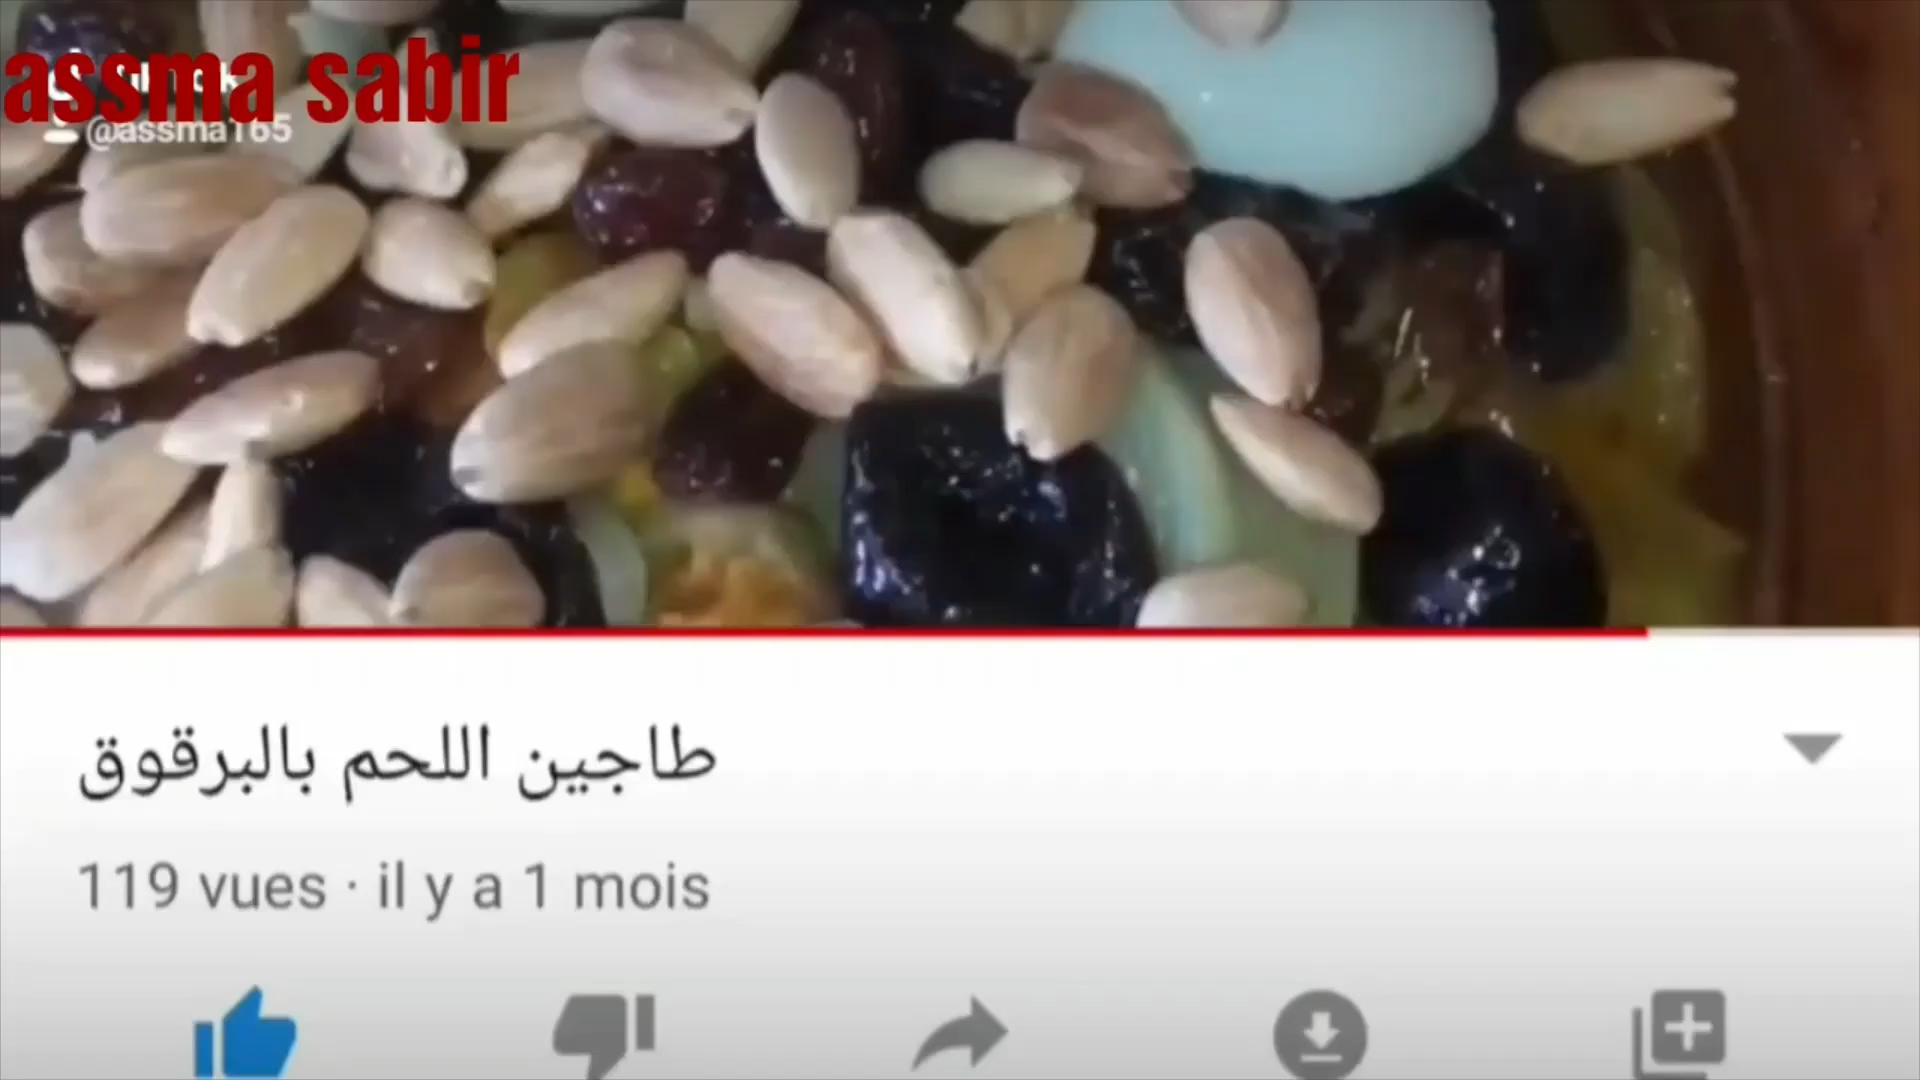 assma sabir
@assma165
طاجين اللحم بالبرقوق
119 vues · il y a 1 mois